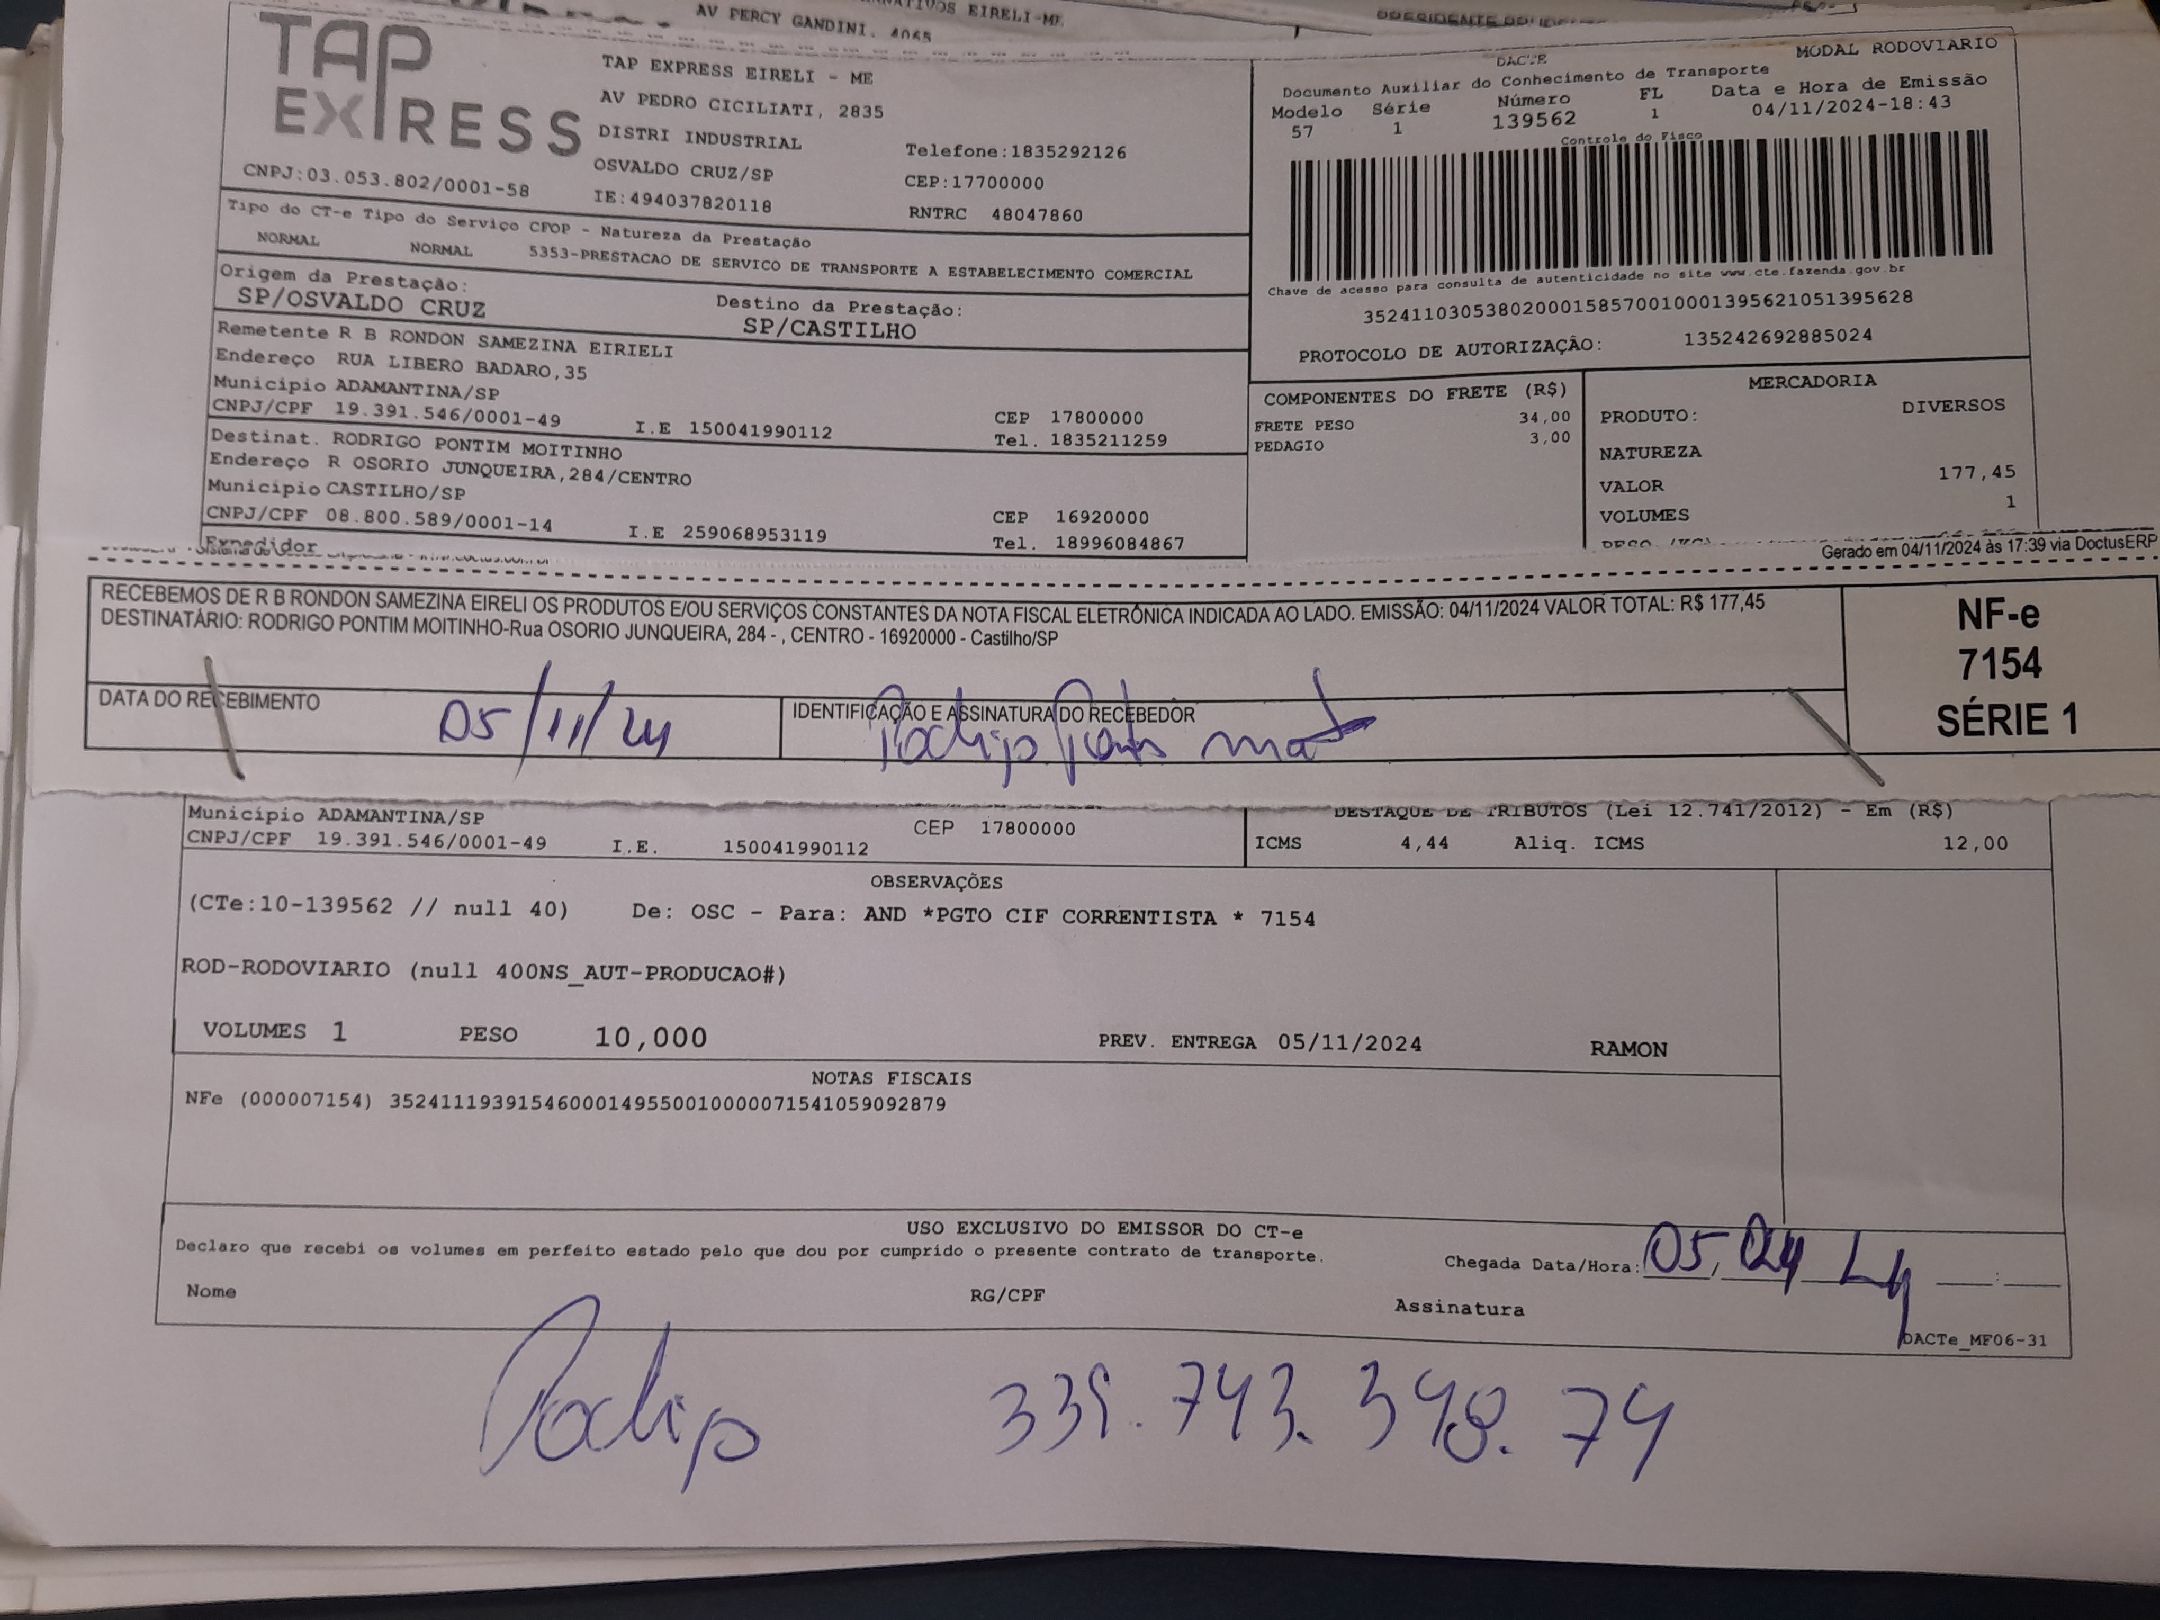 AV PERCY GANDINI, 4065
TAP
EXPRESS
TAP EXPRESS EIRELI - ME
AV PEDRO CICILIATI, 2835
DISTRI INDUSTRIAL
OSVALDO CRUZ/SP
IE:494037820118
Telefone:1835292126
CEP:17700000
RNTRC 48047860
CNPJ:03.053.802/0001-58
DACTE
MODAL RODOVIARIO
Documento Auxiliar do Conhecimento de Transporte
Modelo Série Número FL Data e Hora de Emissão
57 1 139562 1 04/11/2024-18:43
Controle do Fisco
Chave de acesso para consulta de autenticidade no site www.cte.fazenda.gov.br
35241103053802000158570010001395621051395628
PROTOCOLO DE AUTORIZAÇÃO: 135242692885024
Tipo do CT-e Tipo do Serviço CFOP - Natureza da Prestação
NORMAL NORMAL 5353-PRESTACAO DE SERVICO DE TRANSPORTE A ESTABELECIMENTO COMERCIAL
Origem da Prestação:
SP/OSVALDO CRUZ
Destino da Prestação:
SP/CASTILHO
Remetente R B RONDON SAMEZINA EIRIELI
Endereço RUA LIBERO BADARO,35
Município ADAMANTINA/SP
CNPJ/CPF 19.391.546/0001-49 I.E 150041990112
CEP 17800000
Tel. 1835211259
Destinat. RODRIGO PONTIM MOITINHO
Endereço R OSORIO JUNQUEIRA,284/CENTRO
Município CASTILHO/SP
CNPJ/CPF 08.800.589/0001-14 I.E 259068953119
CEP 16920000
Tel. 18996084867
Expedidor
COMPONENTES DO FRETE (R$)
FRETE PESO 34,00
PEDAGIO 3,00
MERCADORIA
PRODUTO: DIVERSOS
NATUREZA
VALOR 177,45
VOLUMES 1
Gerado em 04/11/2024 às 17:39 via DoctusERP
RECEBEMOS DE R B RONDON SAMEZINA EIRELI OS PRODUTOS E/OU SERVIÇOS CONSTANTES DA NOTA FISCAL ELETRÔNICA INDICADA AO LADO. EMISSÃO: 04/11/2024 VALOR TOTAL: R$ 177,45
DESTINATÁRIO: RODRIGO PONTIM MOITINHO-Rua OSORIO JUNQUEIRA, 284 - , CENTRO - 16920000 - Castilho/SP
NF-e
7154
SÉRIE 1
DATA DO RECEBIMENTO
05/11/24
IDENTIFICAÇÃO E ASSINATURA DO RECEBEDOR
Município ADAMANTINA/SP
CNPJ/CPF 19.391.546/0001-49 I.E. 150041990112
CEP 17800000
DESTAQUE DE TRIBUTOS (Lei 12.741/2012) - Em (R$)
ICMS 4,44 Aliq. ICMS 12,00
OBSERVAÇÕES
(CTe:10-139562 // null 40) De: OSC - Para: AND *PGTO CIF CORRENTISTA * 7154
ROD-RODOVIARIO (null 400NS_AUT-PRODUCAO#)
VOLUMES 1 PESO 10,000 PREV. ENTREGA 05/11/2024 RAMON
NOTAS FISCAIS
NFe (000007154) 35241119391546000149550010000071541059092879
USO EXCLUSIVO DO EMISSOR DO CT-e
Declaro que recebi os volumes em perfeito estado pelo que dou por cumprido o presente contrato de transporte.
Chegada Data/Hora: 05
Nome RG/CPF Assinatura
DACTe_MF06-31
339.743.348.74